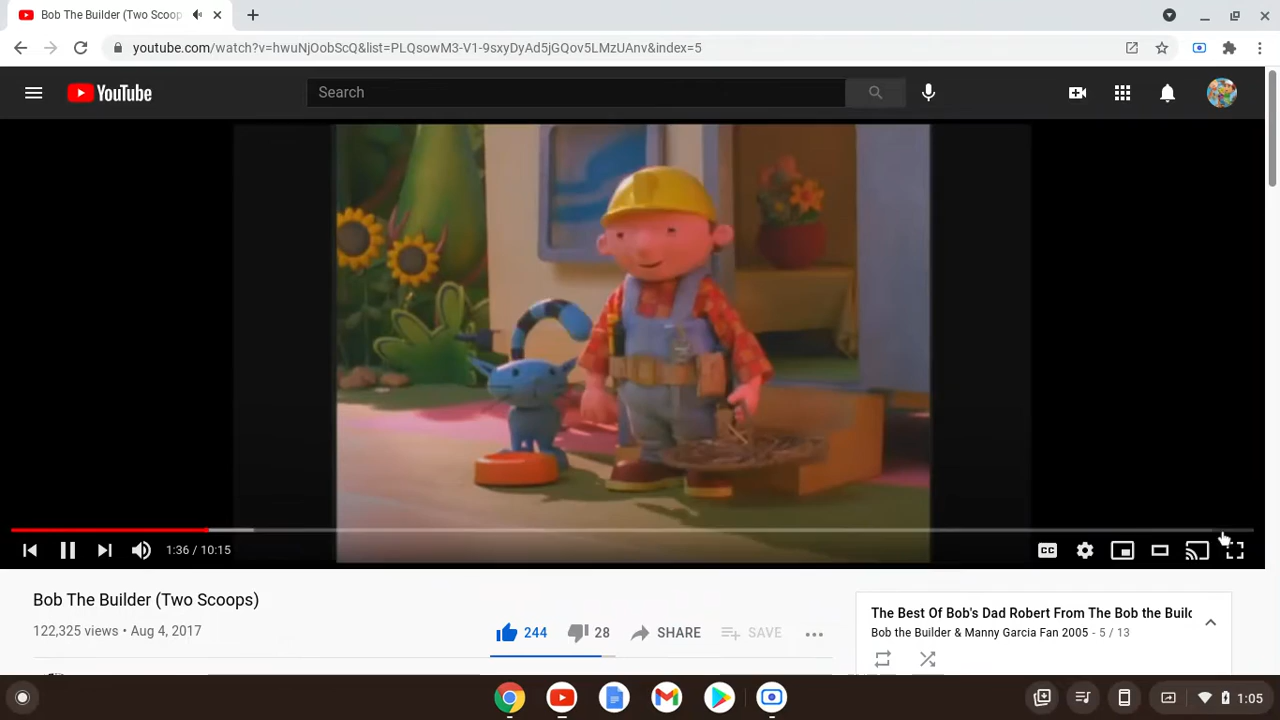 Bob The Builder (Two Scoop
youtube.com/watch?v=hwuNjOobScQ&list=PLQsowM3-V1-9sxyDyAd5jGQov5LMzUAnv&index=5
YouTube
Search
1:36 / 10:15
CC
Bob The Builder (Two Scoops)
122,325 views • Aug 4, 2017
244
28
SHARE
SAVE
The Best Of Bob's Dad Robert From The Bob the Builc
Bob the Builder & Manny Garcia Fan 2005 - 5 / 13
1:05